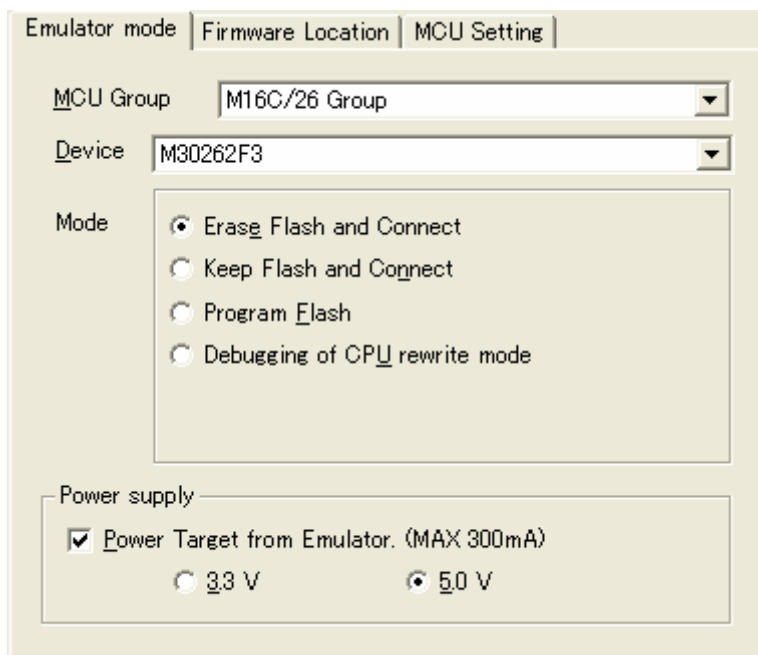 Emulator mode Firmware Location MCU Setting
MCU Group M16C/26 Group
Device M30262F3
Mode
Erase Flash and Connect
Keep Flash and Connect
Program Flash
Debugging of CPU rewrite mode
Power supply
Power Target from Emulator. (MAX 300mA)
3.3 V 5.0 V